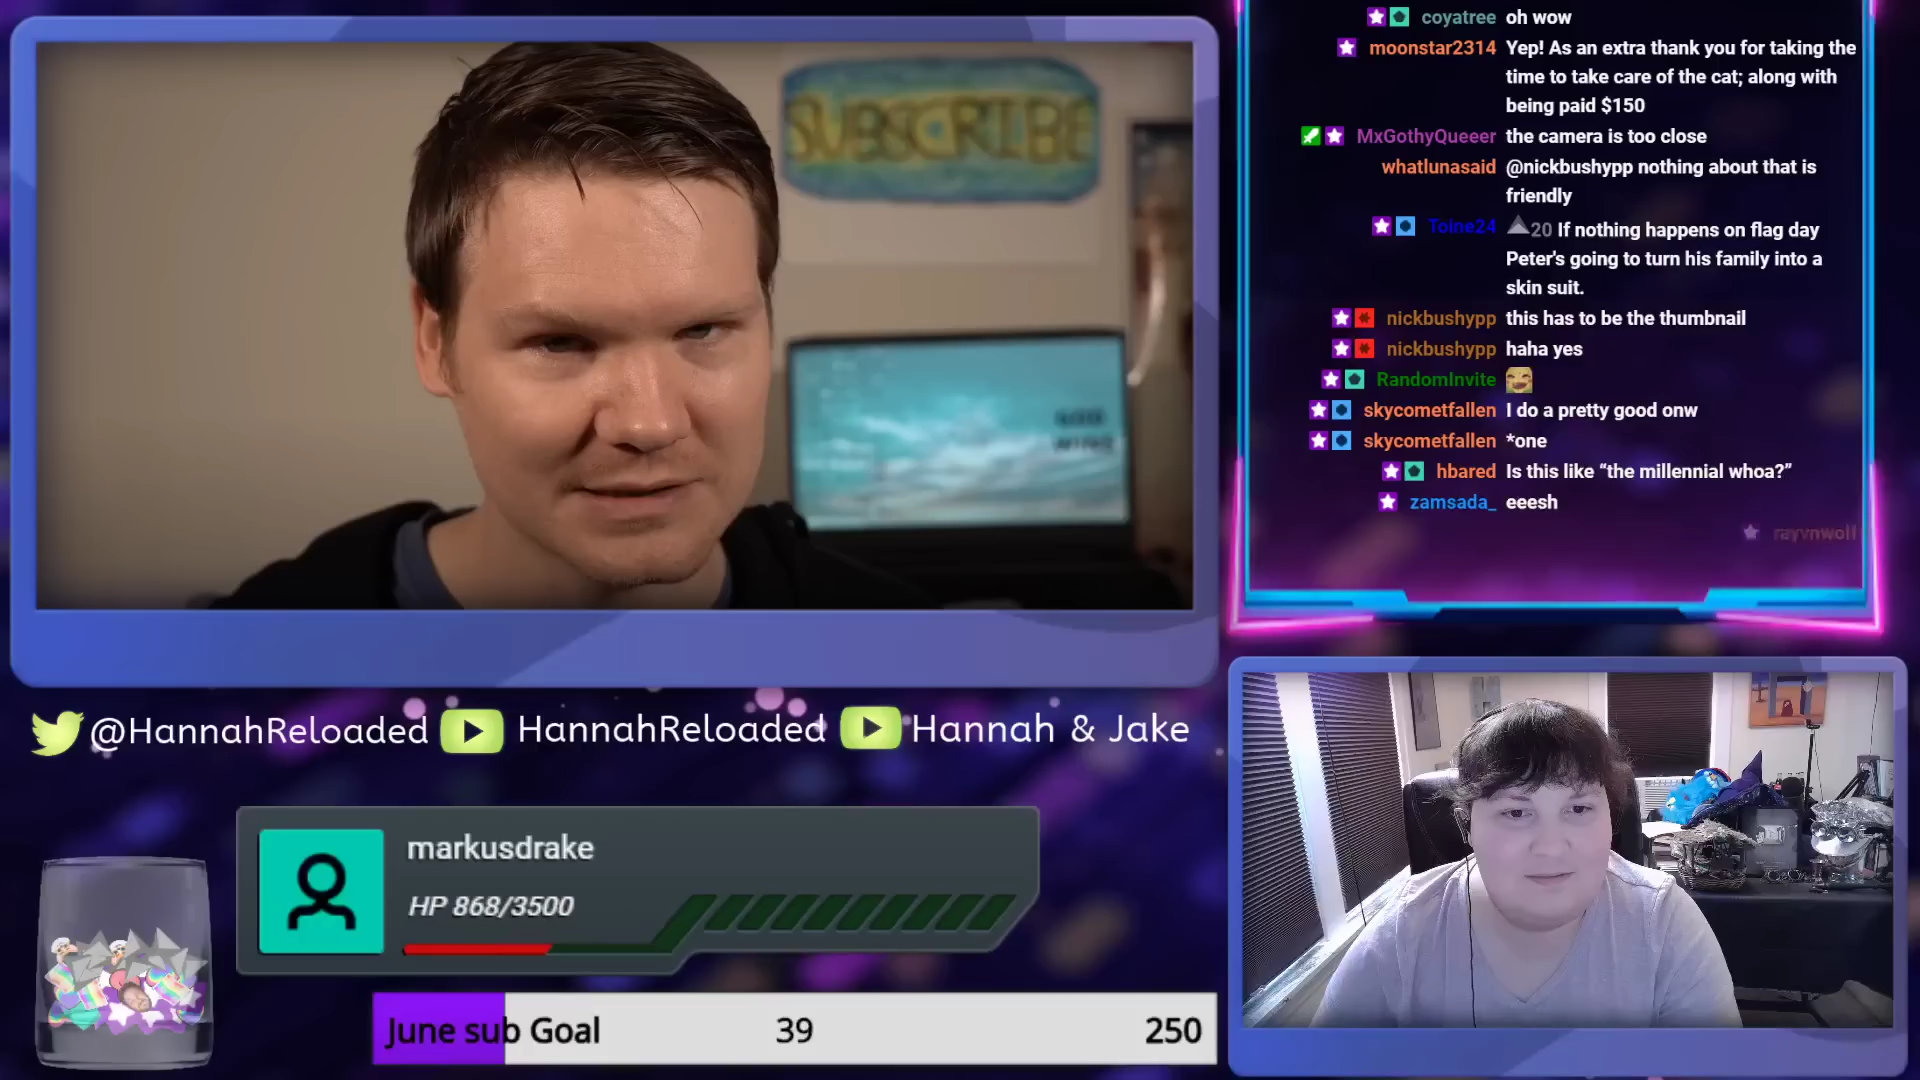 SUBSCRIBE
coyatree oh wow
moonstar2314 Yep! As an extra thank you for taking the
time to take care of the cat; along with
being paid $150
MxGothyQueeer the camera is too close
whatlunasaid @nickbushypp nothing about that is
friendly
Toine24 20 If nothing happens on flag day
Peter's going to turn his family into a
skin suit.
nickbushypp this has to be the thumbnail
nickbushypp haha yes
RandomInvite
skycometfallen I do a pretty good onw
skycometfallen *one
hbared Is this like “the millennial whoa?”
zamsada_ eeesh
@HannahReloaded HannahReloaded Hannah & Jake
markusdrake
HP 868/3500
June sub Goal 39 250